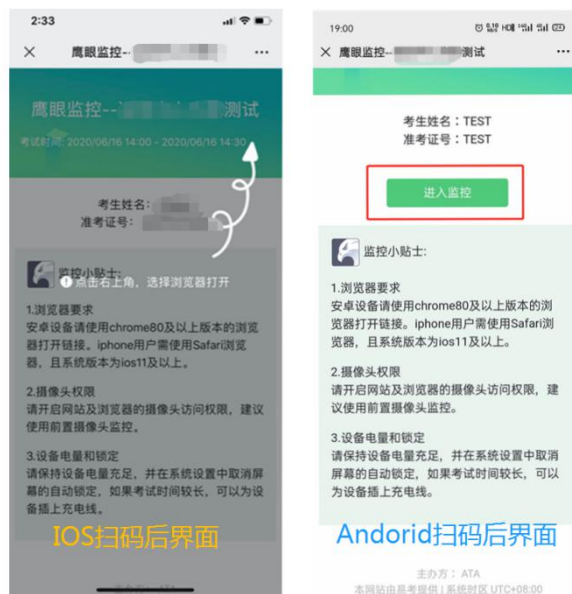 2:33
鹰眼监控--
鹰眼监控-- 测试
考试时间: 2020/06/16 14:00 - 2020/06/16 14:30
考生姓名:
准考证号:
监控小贴士:
点击右上角，选择浏览器打开
1.浏览器要求
安卓设备请使用chrome80及以上版本的浏览
器打开链接。iphone用户需使用Safari浏览
器，且系统版本为ios11及以上。
2.摄像头权限
请开启网站及浏览器的摄像头访问权限，建议
使用前置摄像头监控。
3.设备电量和锁定
请保持设备电量充足，并在系统设置中取消屏
幕的自动锁定，如果考试时间较长，可以为设
备插上充电线。
IOS扫码后界面
19:00
鹰眼监控-- 测试
考生姓名：TEST
准考证号：TEST
进入监控
监控小贴士:
1.浏览器要求
安卓设备请使用chrome80及以上版本的浏
览器打开链接。iphone用户需使用Safari浏
览器，且系统版本为ios11及以上。
2.摄像头权限
请开启网站及浏览器的摄像头访问权限，建
议使用前置摄像头监控。
3.设备电量和锁定
请保持设备电量充足，并在系统设置中取消
屏幕的自动锁定，如果考试时间较长，可以
为设备插上充电线。
Andorid扫码后界面
主办方： ATA
本网站由易考提供 | 系统时区 UTC+08:00